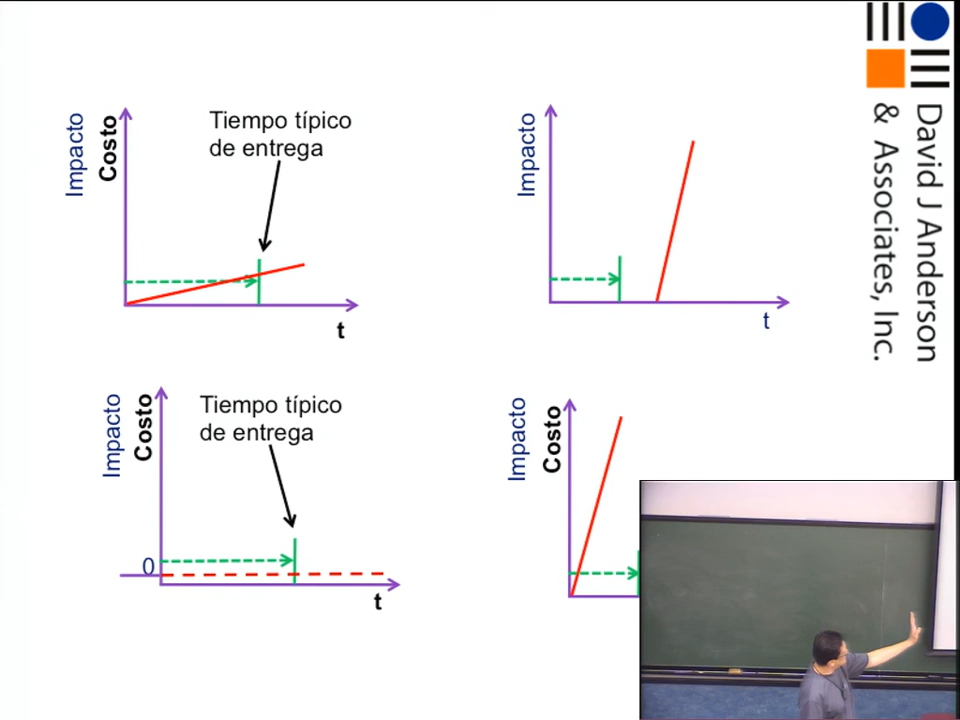 Impacto
Costo
Tiempo típico
de entrega
t
Impacto
t
Impacto
Costo
Tiempo típico
de entrega
0
t
Impacto
Costo
David J Anderson
& Associates, Inc.